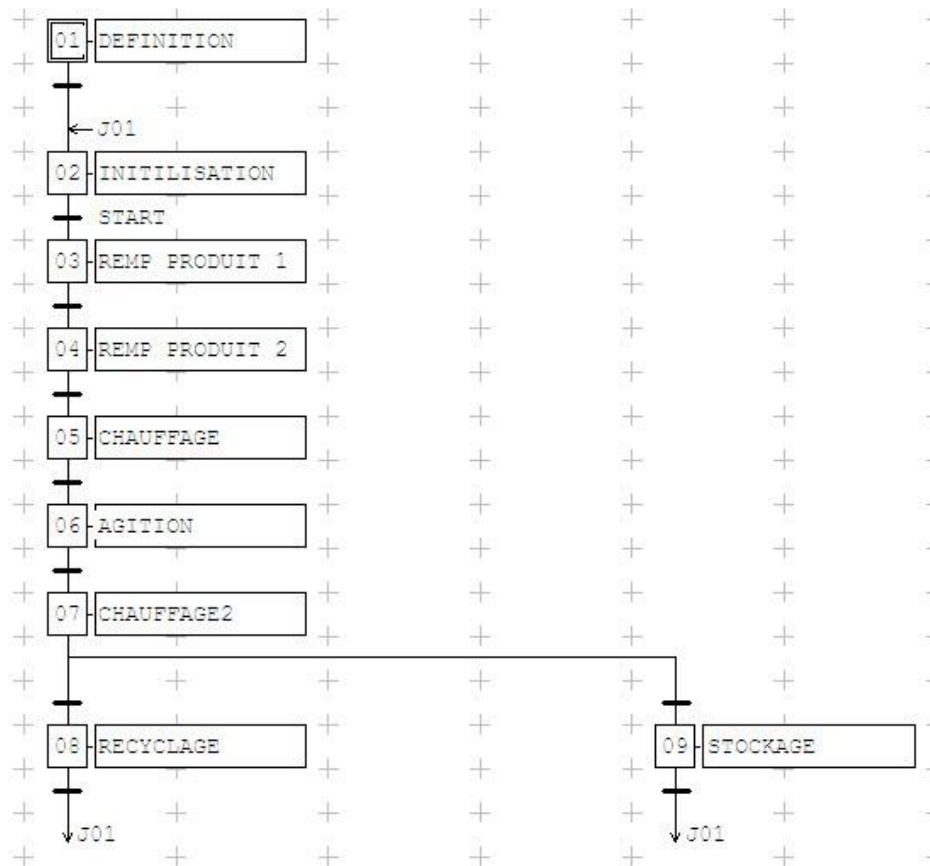 01 DEFINITION
J01
02 INITILISATION
START
03 REMP PRODUIT 1
04 REMP PRODUIT 2
05 CHAUFFAGE
06 AGITION
07 CHAUFFAGE2
08 RECYCLAGE 09 STOCKAGE
J01 J01